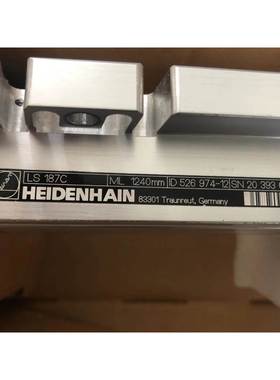 LS 187C ML 1240mm ID 526 974-12 SN 20 393
HEIDENHAIN 83301 Traunreut, Germany